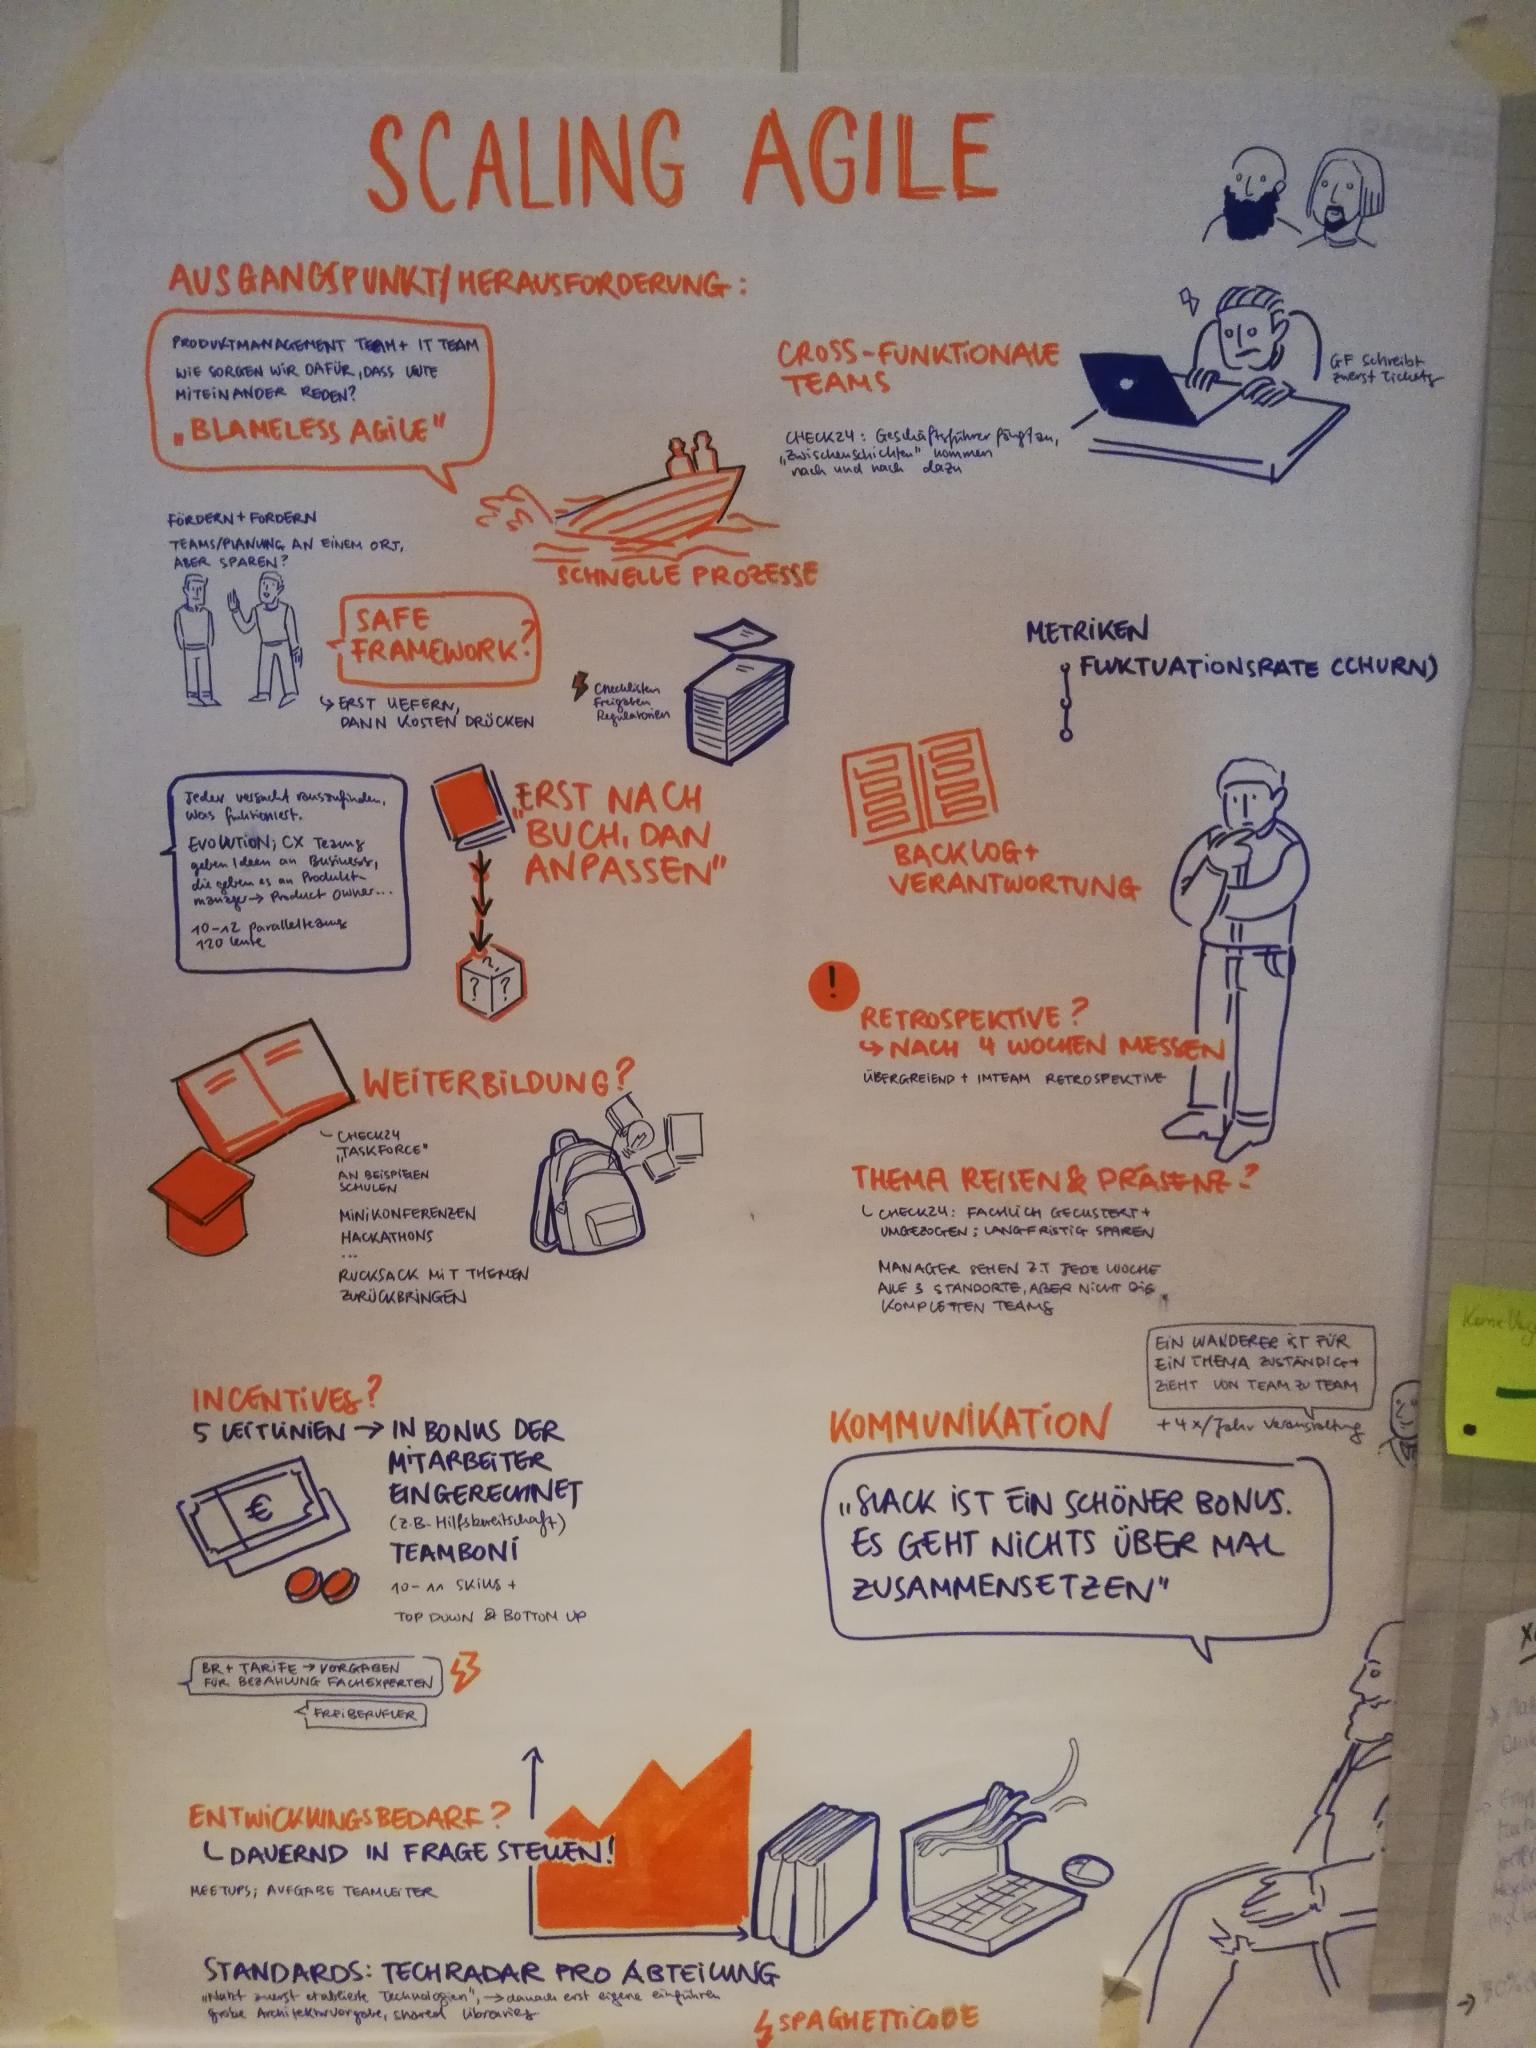 SCALING AGILE
AUSGANGSPUNKT/HERAUSFORDERUNG:
PRODUKTMANAGEMENT TEAM + IT TEAM
WIE SORGEN WIR DAFÜR, DASS LEUTE
MITEINANDER REDEN?
„BLAMELESS AGILE"
CROSS-FUNKTIONALE
TEAMS
GF schreibt
zuerst Tickets
CHECK24: Geschäftsführer fängt an,
„Zwischenschichten" kommen
nach und nach dazu
FÖRDERN + FORDERN
TEAMS/PLANUNG AN EINEM ORT,
ABER SPAREN?
SCHNELLE PROZESSE
SAFE
FRAMEWORK?
↳ ERST LIEFERN,
DANN KOSTEN DRÜCKEN
Checklisten
Freigaben
Regulatorien
METRIKEN
FLUKTUATIONSRATE (CHURN)
Jeder versucht rauszufinden,
was funktioniert.
EVOLUTION; CX Teams
geben Ideen an Business,
die geben es an Produkt-
manager → Product Owner...
10-12 parallelteams
120 Leute
„ERST NACH
BUCH, DAN
ANPASSEN"
? ? ?
BACKLOG +
VERANTWORTUNG
!
RETROSPEKTIVE?
↳ NACH 4 WOCHEN MESSEN
ÜBERGREIEND + IMTEAM RETROSPEKTIVE
WEITERBILDUNG?
CHECK24
„TASKFORCE"
AN BEISPIELEN
SCHULEN
MINIKONFERENZEN
HACKATHONS
...
RUCKSACK MIT THEMEN
ZURÜCKBRINGEN
THEMA REISEN & PRÄSENZ?
CHECK24: FACHLICH GECLUSTERT +
UMGEZOGEN; LANGFRISTIG SPAREN
MANAGER SEHEN Z.T JEDE WOCHE
ALLE 3 STANDORTE, ABER NICHT DIE
KOMPLETTEN TEAMS
EIN WANDERER IST FÜR
EIN THEMA ZUSTÄNDIG +
ZIEHT VON TEAM ZU TEAM
+ 4x/Jahr Veranstaltung
INCENTIVES?
5 LEITLINIEN → IN BONUS DER
MITARBEITER
EINGERECHNET
(z.B. Hilfsbereitschaft)
TEAMBONI
10-11 SKILLS +
TOP DOWN & BOTTOM UP
€
KOMMUNIKATION
„SLACK IST EIN SCHÖNER BONUS.
ES GEHT NICHTS ÜBER MAL
ZUSAMMENSETZEN"
BR + TARIFE → VORGABEN
FÜR BEZAHLUNG FACHEXPERTEN
FREIBERUFLER
ENTWICKLUNGSBEDARF?
DAUERND IN FRAGE STELLEN!
MEETUPS; AUFGABE TEAMLEITER
STANDARDS: TECHRADAR PRO ABTEILUNG
„Nutzt zuerst etablierte Technologien", → danach erst eigene einführen
grobe Architekturvorgabe, shared libraries
SPAGHETTICODE